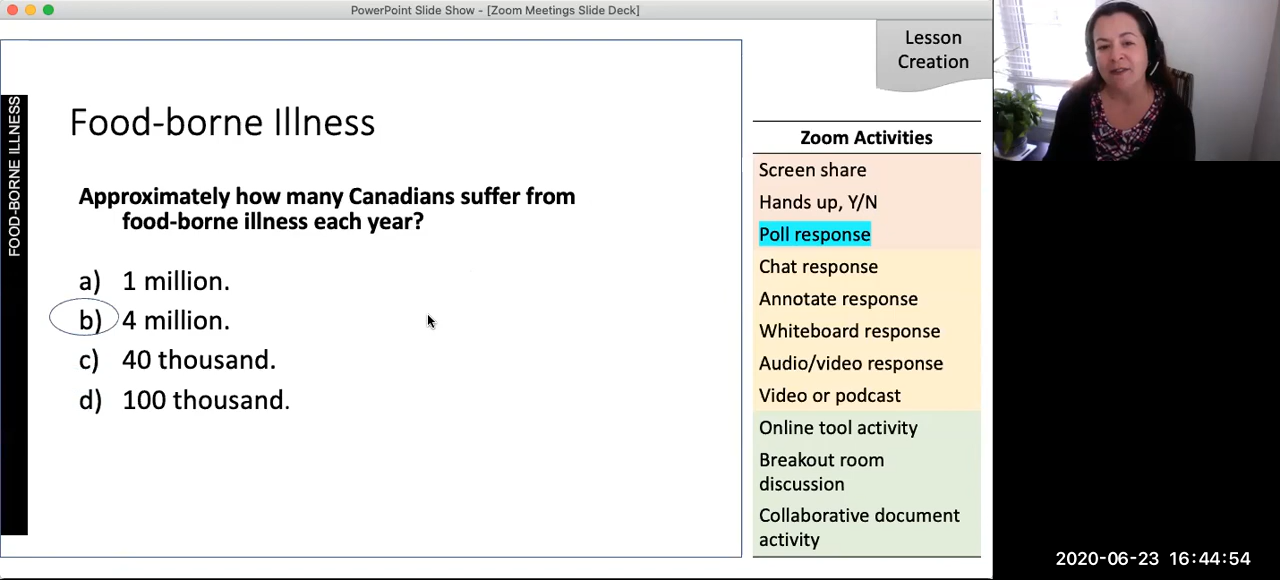 PowerPoint Slide Show - [Zoom Meetings Slide Deck]
Lesson
Creation
FOOD-BORNE ILLNESS
Food-borne Illness
Approximately how many Canadians suffer from
food-borne illness each year?
a) 1 million.
b) 4 million.
c) 40 thousand.
d) 100 thousand.
Zoom Activities
Screen share
Hands up, Y/N
Poll response
Chat response
Annotate response
Whiteboard response
Audio/video response
Video or podcast
Online tool activity
Breakout room
discussion
Collaborative document
activity
2020-06-23 16:44:54